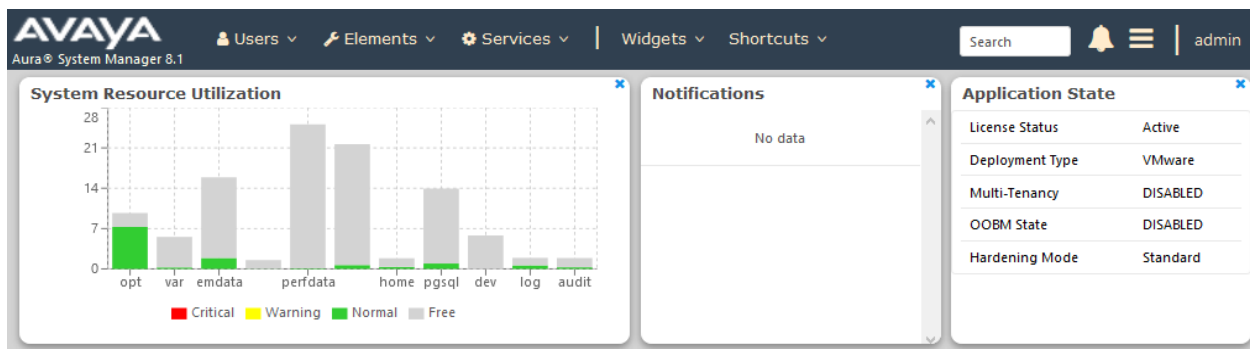 AVAYA
Aura® System Manager 8.1
Users
Elements
Services
Widgets
Shortcuts
Search
admin
System Resource Utilization
28
21
14
7
0
opt var emdata perfdata home pgsql dev log audit
Critical Warning Normal Free
Notifications
No data
Application State
License Status Active
Deployment Type VMware
Multi-Tenancy DISABLED
OOBM State DISABLED
Hardening Mode Standard